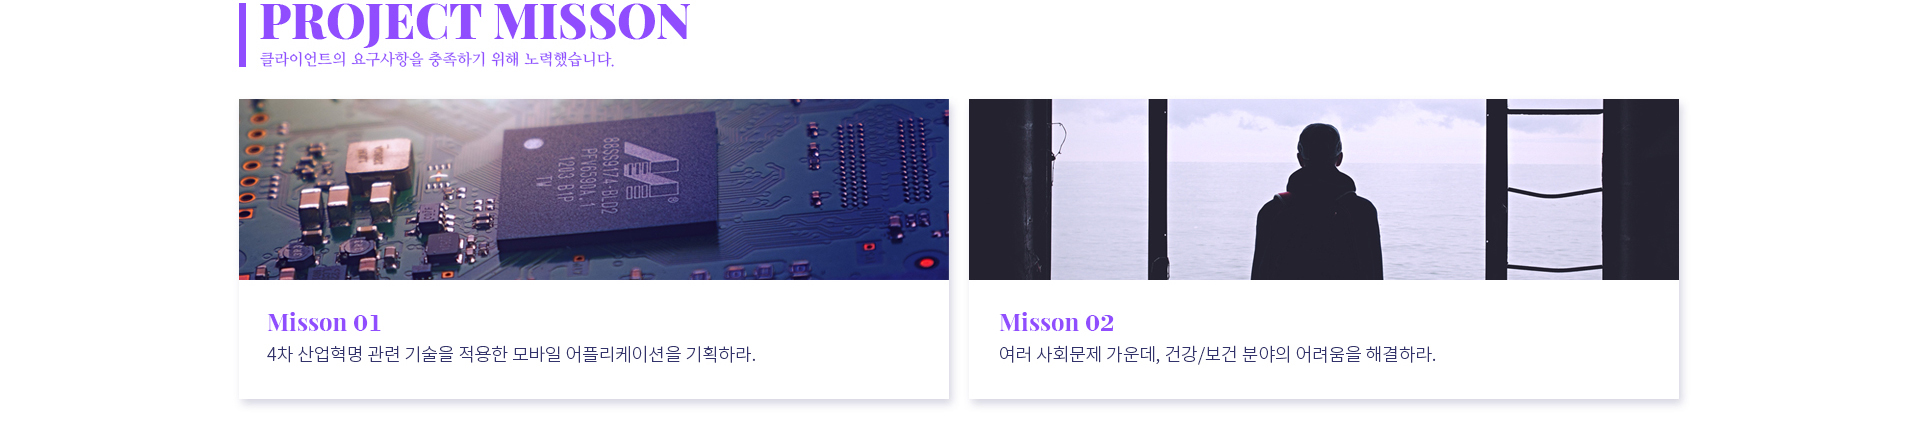 PROJECT MISSON
클라이언트의 요구사항을 충족하기 위해 노력했습니다.
88SS9174-BLD2
PFV6590A.1
1203 B1P
TW
Misson 01
4차 산업혁명 관련 기술을 적용한 모바일 어플리케이션을 기획하라.
Misson 02
여러 사회문제 가운데, 건강/보건 분야의 어려움을 해결하라.